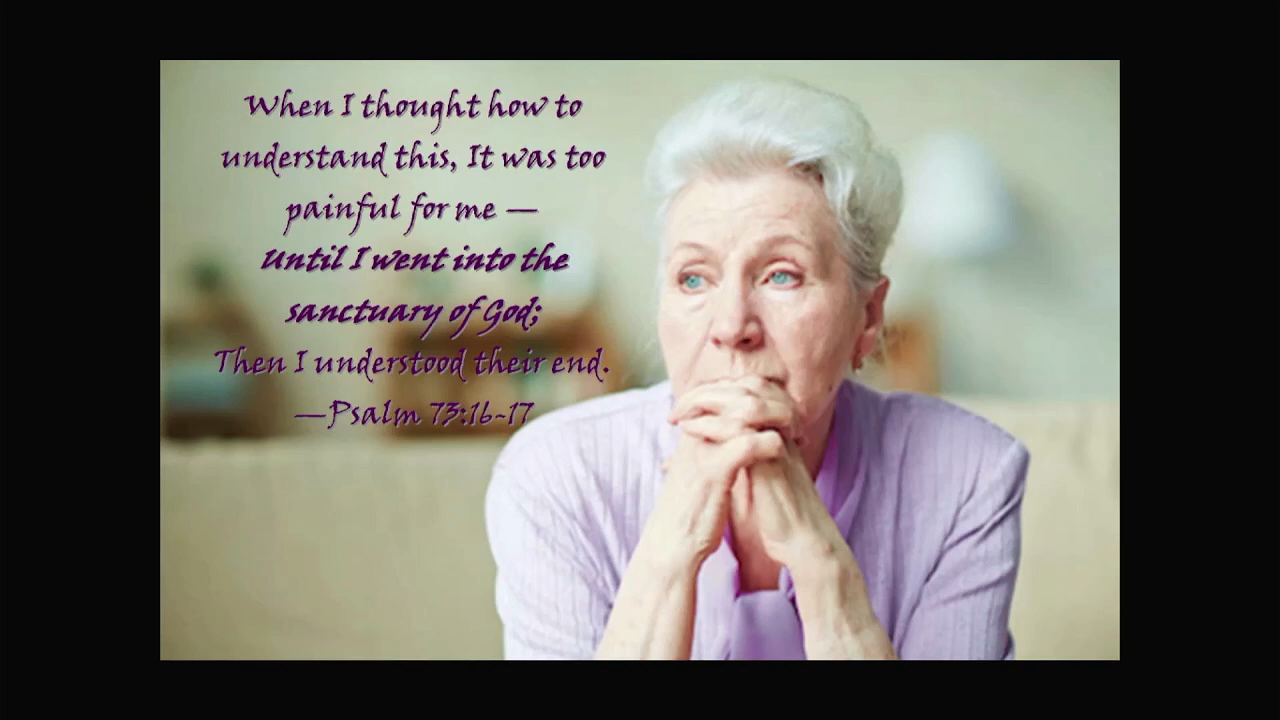 When I thought how to
understand this, It was too
painful for me —
Until I went into the
sanctuary of God;
Then I understood their end.
—Psalm 73:16-17